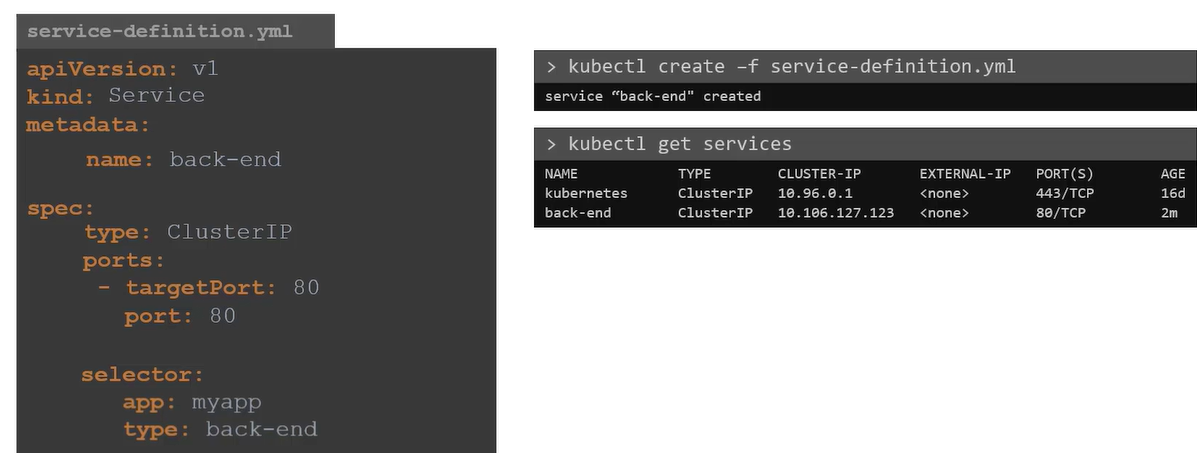 service-definition.yml
apiVersion: v1
kind: Service
metadata:
name: back-end
spec:
type: ClusterIP
ports:
- targetPort: 80
port: 80
selector:
app: myapp
type: back-end
> kubectl create –f service-definition.yml
service “back-end" created
> kubectl get services
NAME TYPE CLUSTER-IP EXTERNAL-IP PORT(S) AGE
kubernetes ClusterIP 10.96.0.1 <none> 443/TCP 16d
back-end ClusterIP 10.106.127.123 <none> 80/TCP 2m